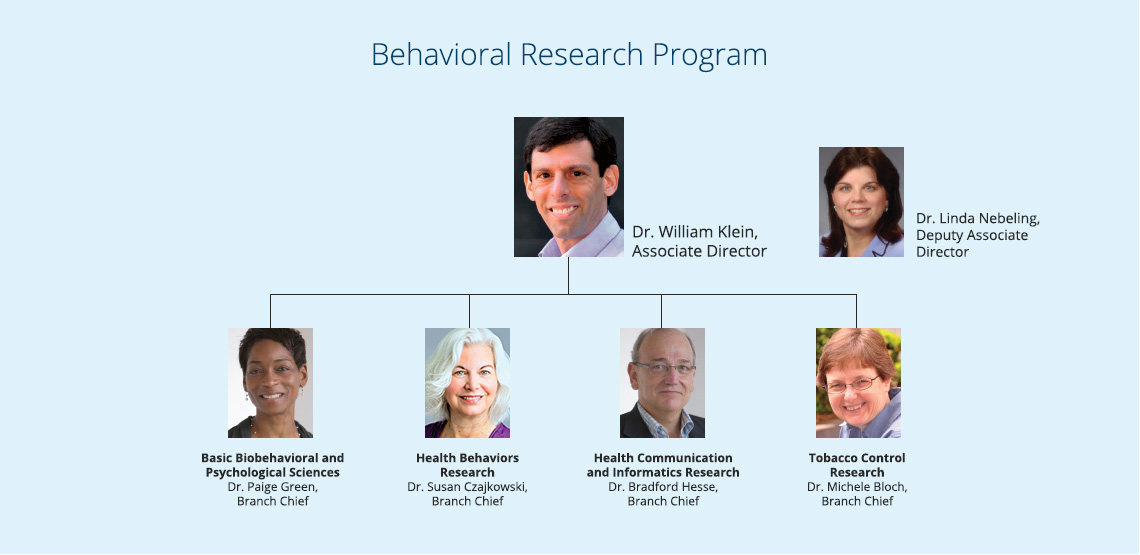 Behavioral Research Program
Dr. William Klein,
Associate Director
Dr. Linda Nebeling,
Deputy Associate
Director
Basic Biobehavioral and
Psychological Sciences
Dr. Paige Green,
Branch Chief
Health Behaviors
Research
Dr. Susan Czajkowski,
Branch Chief
Health Communication
and Informatics Research
Dr. Bradford Hesse,
Branch Chief
Tobacco Control
Research
Dr. Michele Bloch,
Branch Chief